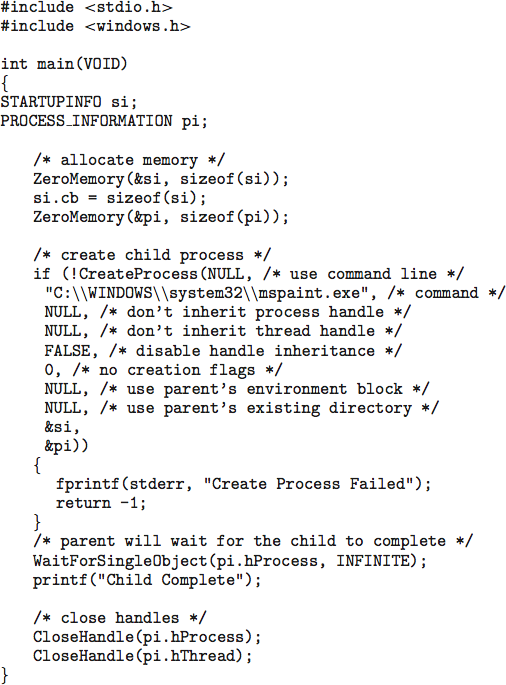 #include <stdio.h>
#include <windows.h>
int main(VOID)
{
STARTUPINFO si;
PROCESS_INFORMATION pi;
/* allocate memory */
ZeroMemory(&si, sizeof(si));
si.cb = sizeof(si);
ZeroMemory(&pi, sizeof(pi));
/* create child process */
if (!CreateProcess(NULL, /* use command line */
"C:\\WINDOWS\\system32\\mspaint.exe", /* command */
NULL, /* don't inherit process handle */
NULL, /* don't inherit thread handle */
FALSE, /* disable handle inheritance */
0, /* no creation flags */
NULL, /* use parent's environment block */
NULL, /* use parent's existing directory */
&si,
&pi))
{
fprintf(stderr, "Create Process Failed");
return -1;
}
/* parent will wait for the child to complete */
WaitForSingleObject(pi.hProcess, INFINITE);
printf("Child Complete");
/* close handles */
CloseHandle(pi.hProcess);
CloseHandle(pi.hThread);
}